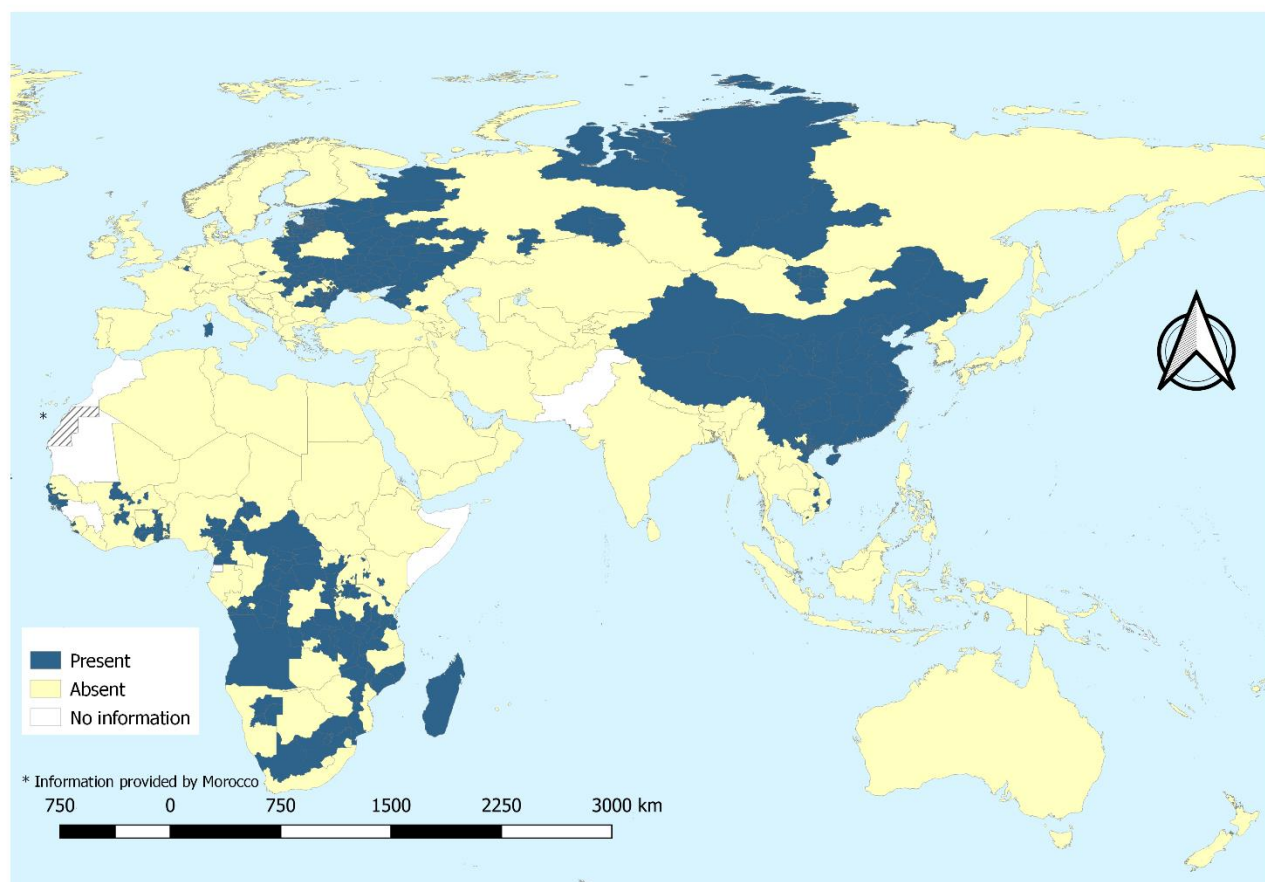 *
Present
Absent
No information
* Information provided by Morocco
750 0 750 1500 2250 3000 km